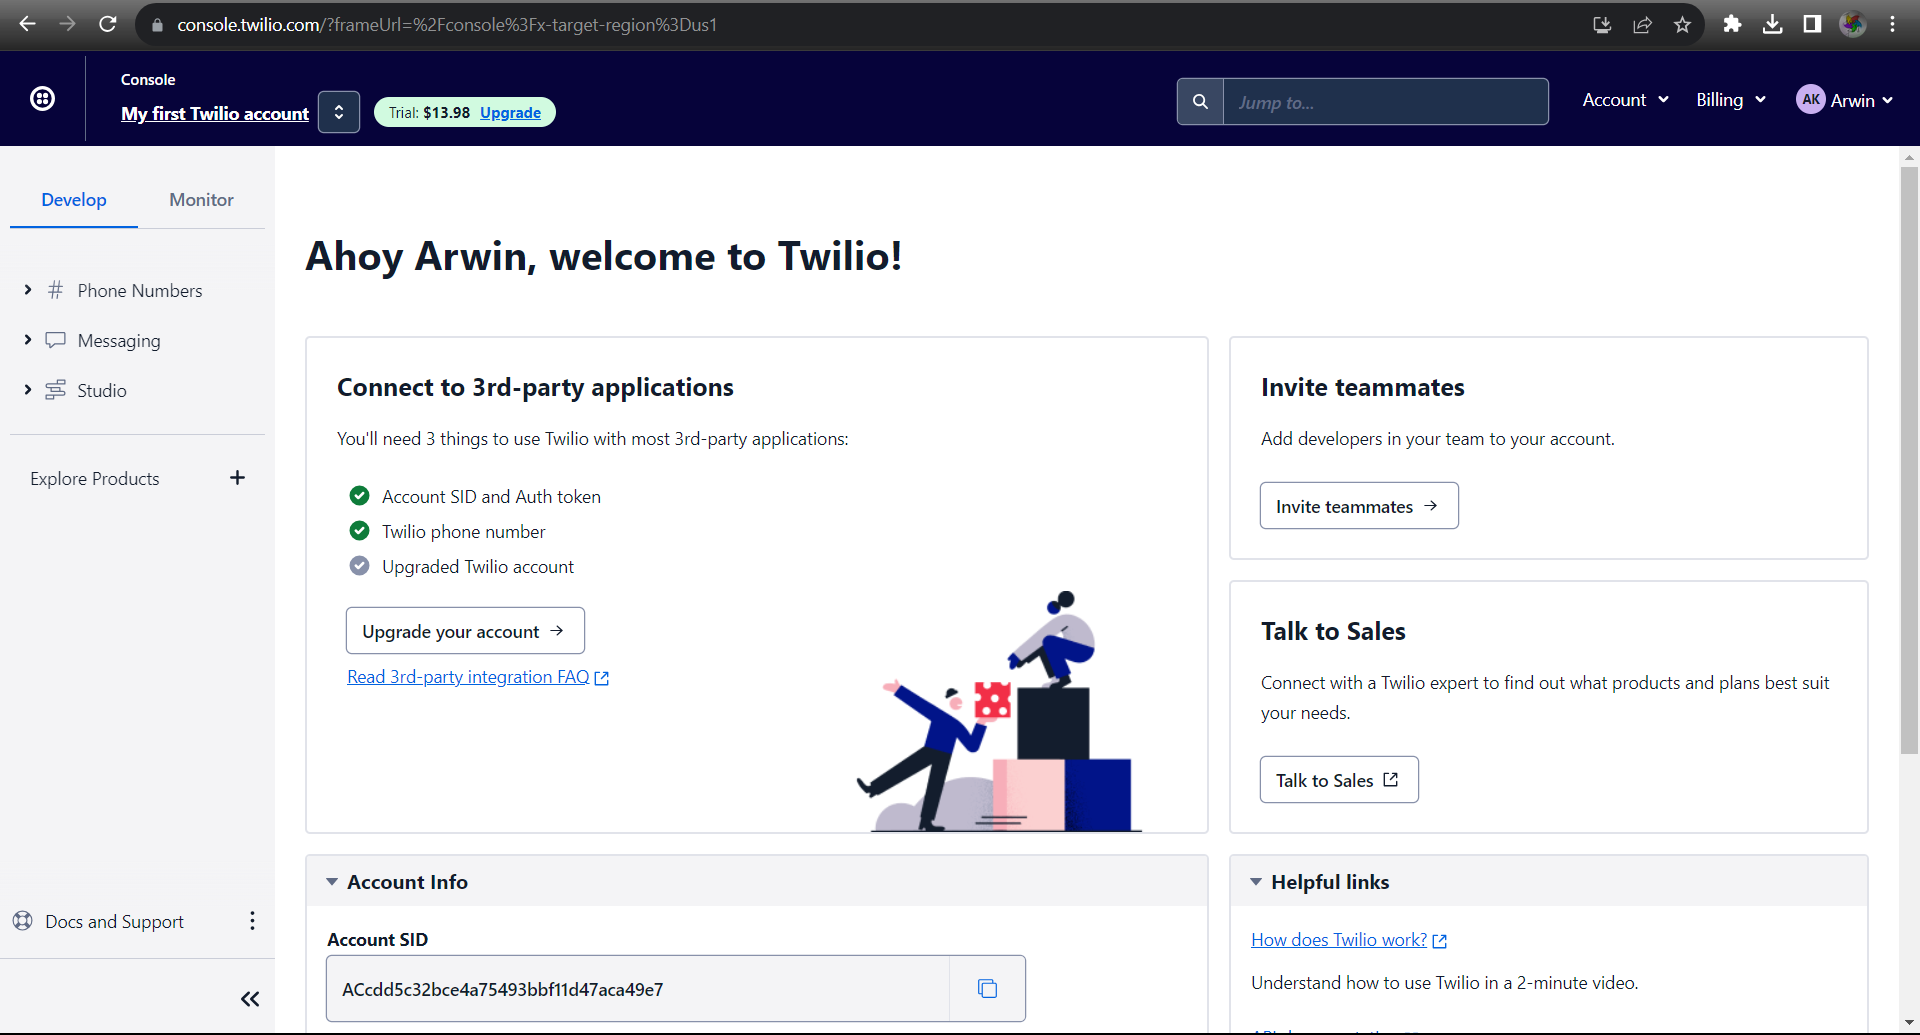 console.twilio.com/?frameUrl=%2Fconsole%3Fx-target-region%3Dus1
Console
My first Twilio account
Trial: $13.98 Upgrade
Jump to...
Account
Billing
AK Arwin
Develop
Monitor
Phone Numbers
Messaging
Studio
Explore Products
Docs and Support
Ahoy Arwin, welcome to Twilio!
Connect to 3rd-party applications
You'll need 3 things to use Twilio with most 3rd-party applications:
Account SID and Auth token
Twilio phone number
Upgraded Twilio account
Upgrade your account
Read 3rd-party integration FAQ
Invite teammates
Add developers in your team to your account.
Invite teammates
Talk to Sales
Connect with a Twilio expert to find out what products and plans best suit
your needs.
Talk to Sales
Account Info
Account SID
ACcdd5c32bce4a75493bbf11d47aca49e7
Helpful links
How does Twilio work?
Understand how to use Twilio in a 2-minute video.